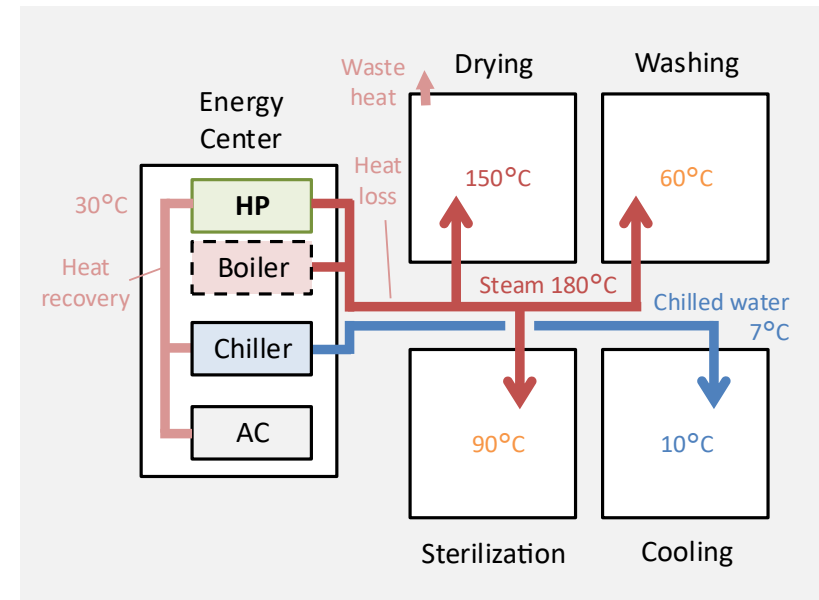 Energy
Center
HP
Boiler
Chiller
AC
30°C
Heat
recovery
Waste
heat
Heat
loss
Drying
150°C
Washing
60°C
Steam 180°C
Chilled water
7°C
90°C
Sterilization
10°C
Cooling